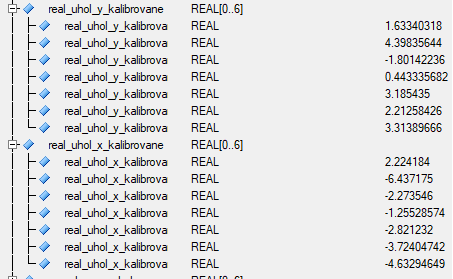 real_uhol_y_kalibrovane REAL[0..6]
real_uhol_y_kalibrova REAL 1.63340318
real_uhol_y_kalibrova REAL 4.39835644
real_uhol_y_kalibrova REAL -1.80142236
real_uhol_y_kalibrova REAL 0.443335682
real_uhol_y_kalibrova REAL 3.185435
real_uhol_y_kalibrova REAL 2.21258426
real_uhol_y_kalibrova REAL 3.31389666
real_uhol_x_kalibrovane REAL[0..6]
real_uhol_x_kalibrova REAL 2.224184
real_uhol_x_kalibrova REAL -6.437175
real_uhol_x_kalibrova REAL -2.273546
real_uhol_x_kalibrova REAL -1.25528574
real_uhol_x_kalibrova REAL -2.821232
real_uhol_x_kalibrova REAL -3.72404742
real_uhol_x_kalibrova REAL -4.63294649